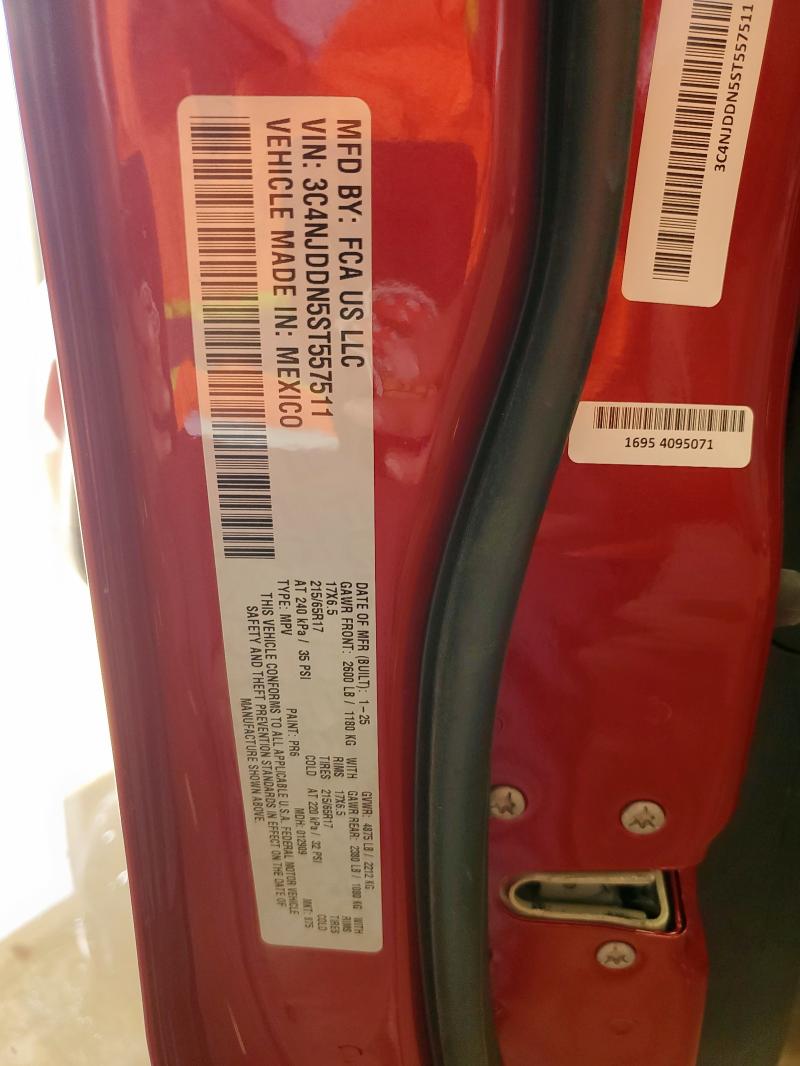 MFD BY: FCA US LLC
VIN: 3C4NJDDN5ST557511
VEHICLE MADE IN: MEXICO
DATE OF MFR (BUILT): 1-25 GVWR: 4875 LB / 2212 KG
GAWR FRONT: 2600 LB / 1180 KG WITH GAWR REAR: 2380 LB / 1080 KG WITH
17X6.5 RIMS 17X6.5 RIMS
215/65R17 TIRES 215/65R17 TIRES
AT 240 kPa / 35 PSI COLD AT 220 kPa / 32 PSI COLD
TYPE: MPV PAINT: PR6 MDH: 012909 MKT: 875
THIS VEHICLE CONFORMS TO ALL APPLICABLE U.S.A. FEDERAL MOTOR VEHICLE
SAFETY AND THEFT PREVENTION STANDARDS IN EFFECT ON THE DATE OF
MANUFACTURE SHOWN ABOVE.
3C4NJDDN5ST557511
1695 4095071